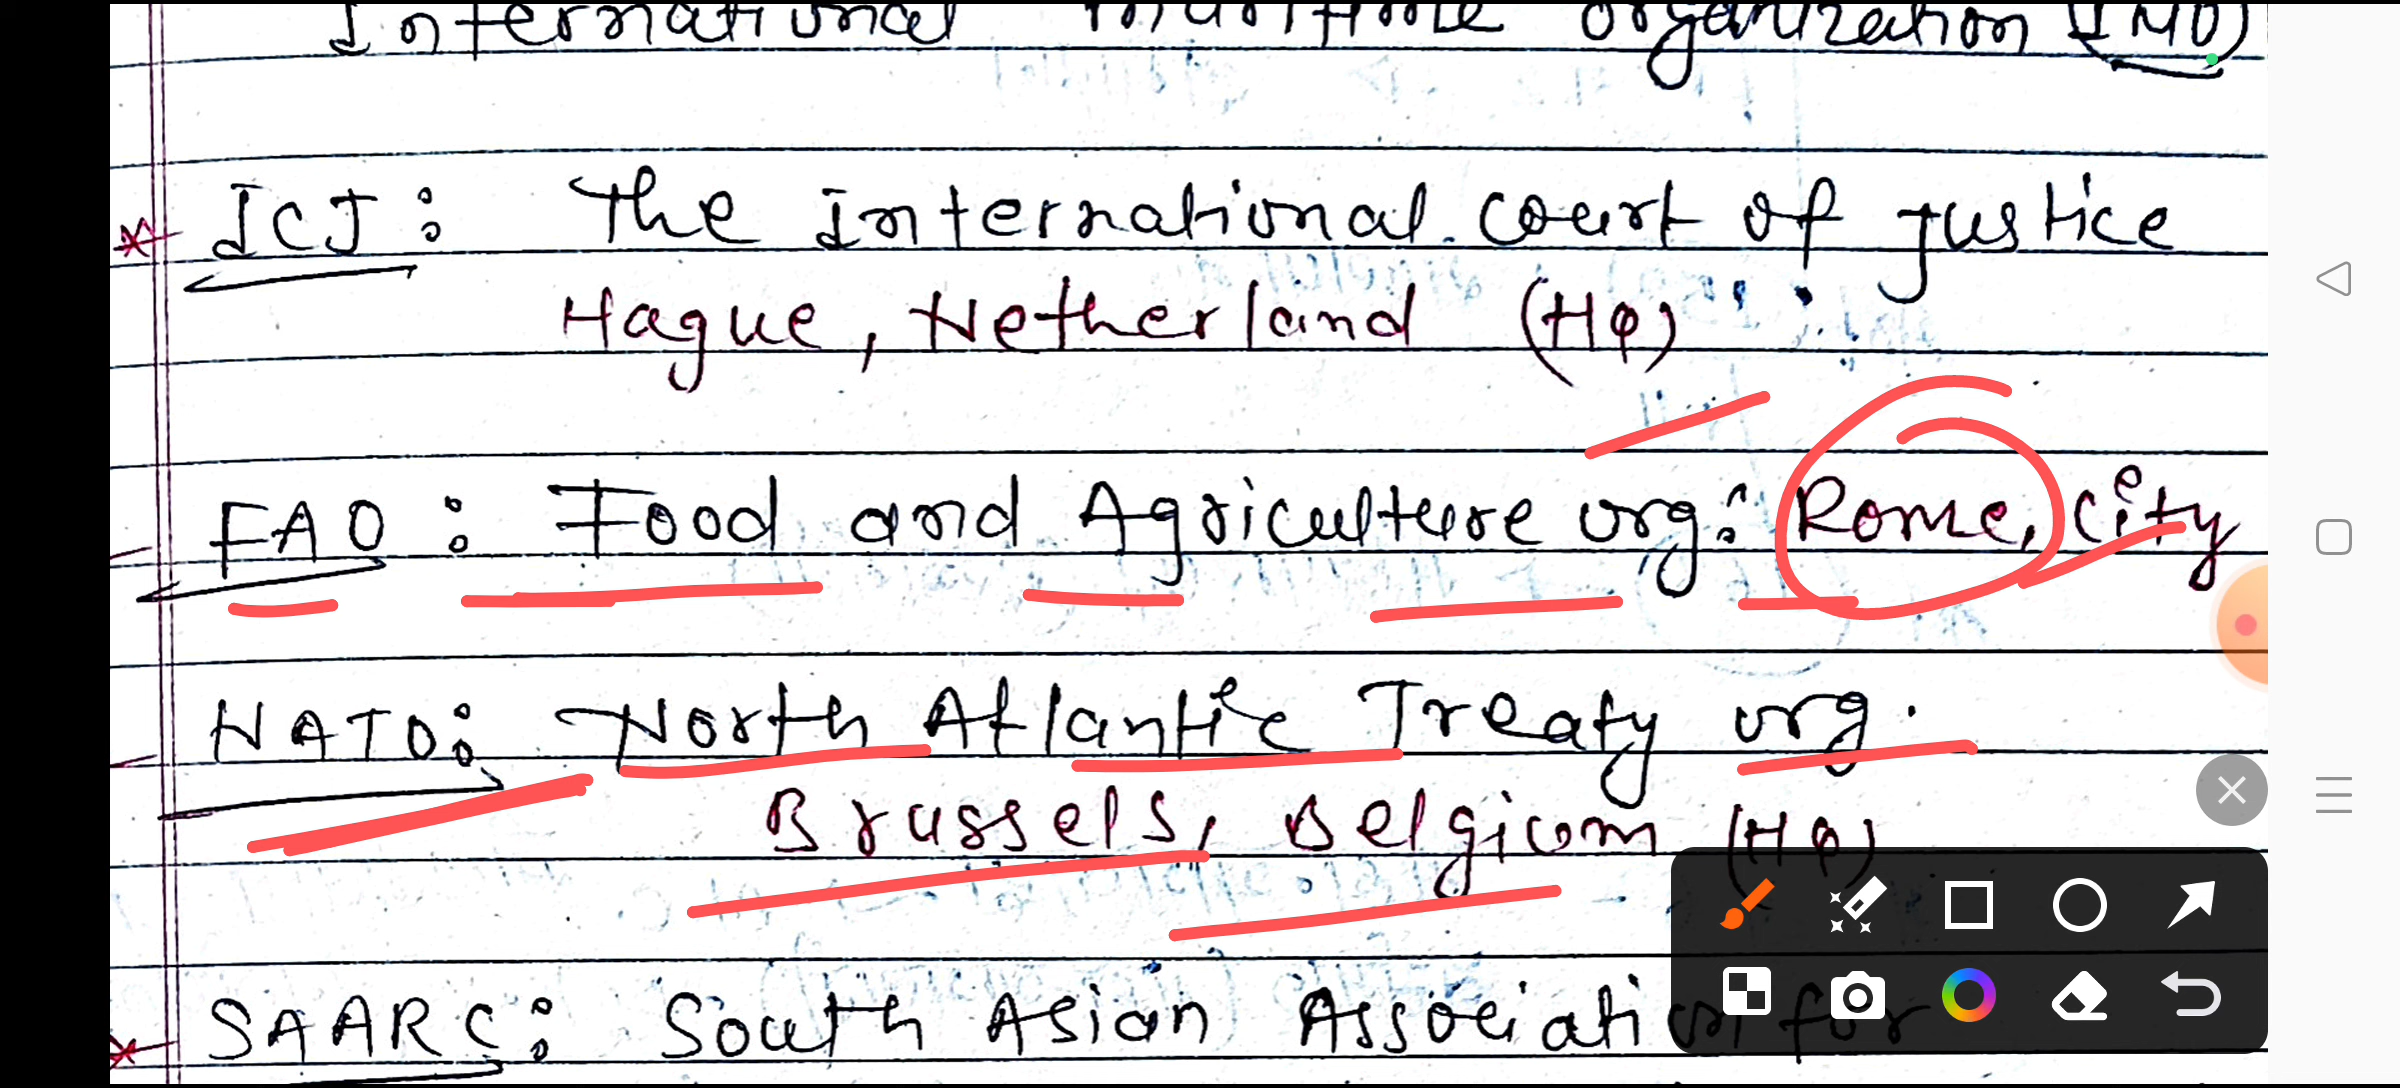 International Maritime organization (IMO)
ICJ: The International court of justice
Hague, Netherland (HQ)
FAO: Food and Agriculture org: Rome, city
NATO: North Atlantic Treaty org.
Brussels, Belgium (HQ)
SAARC: South Asian Association for